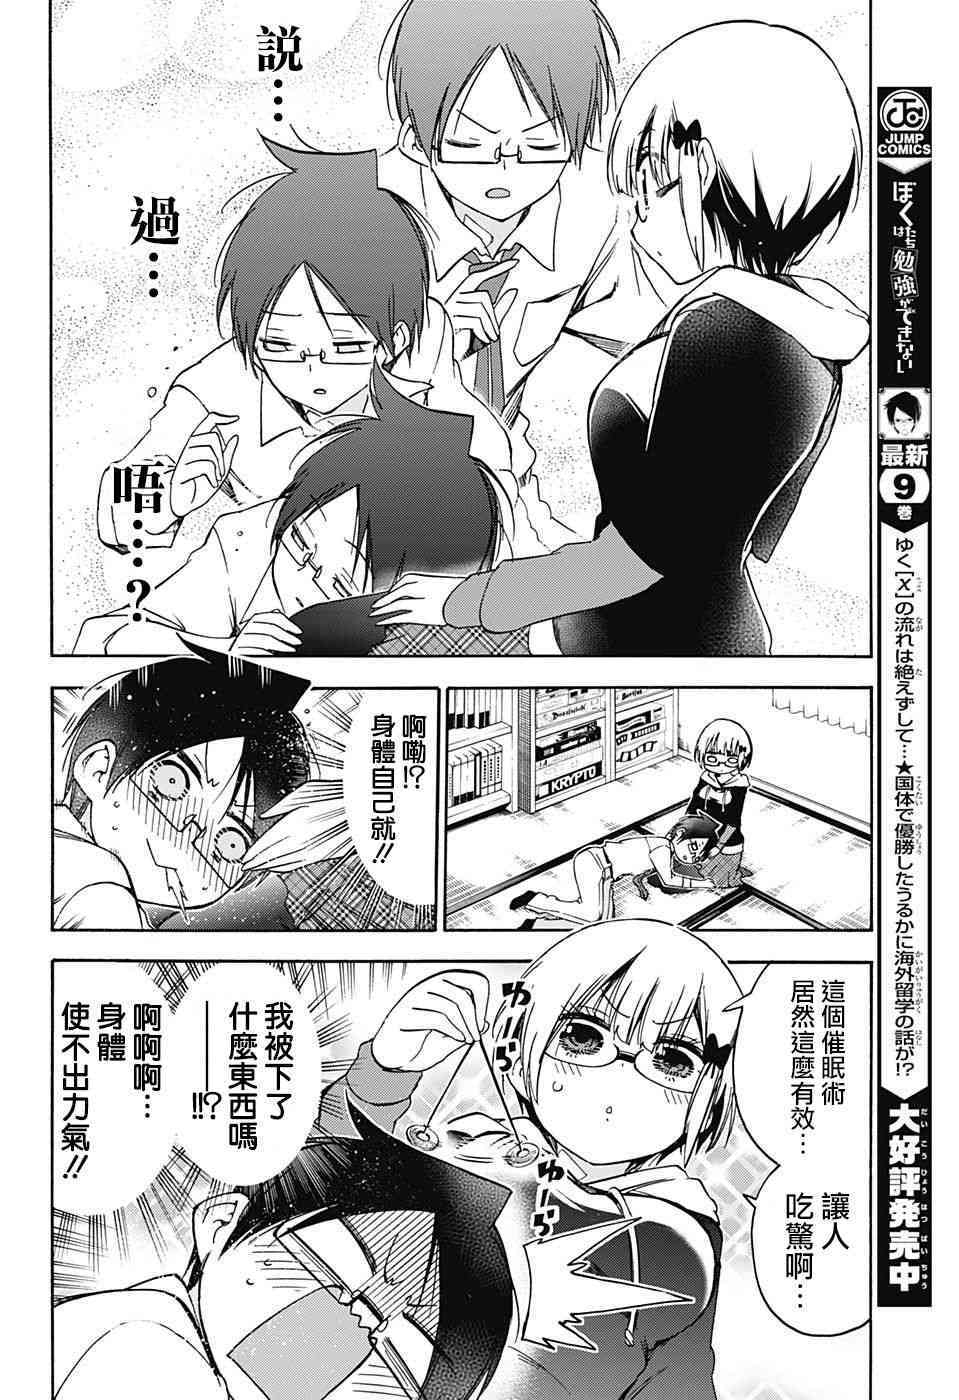 説…
過…
唔…?
KRYPTO
啊嘞!?
身體自己就!!
這個催眠術
居然這麼有效…
讓人
吃驚啊…
ゆ〜ら
ゆ〜ら
我被下了
什麼東西嗎
——!!?
啊啊啊…
身體
使不出力氣!!
JUMP
COMICS
ぼくたちは勉強ができない
最新
9
巻
ゆく[x]の流れは絶えずして…★国体で優勝したうるかに海外留学の話が!?
大好評発売中